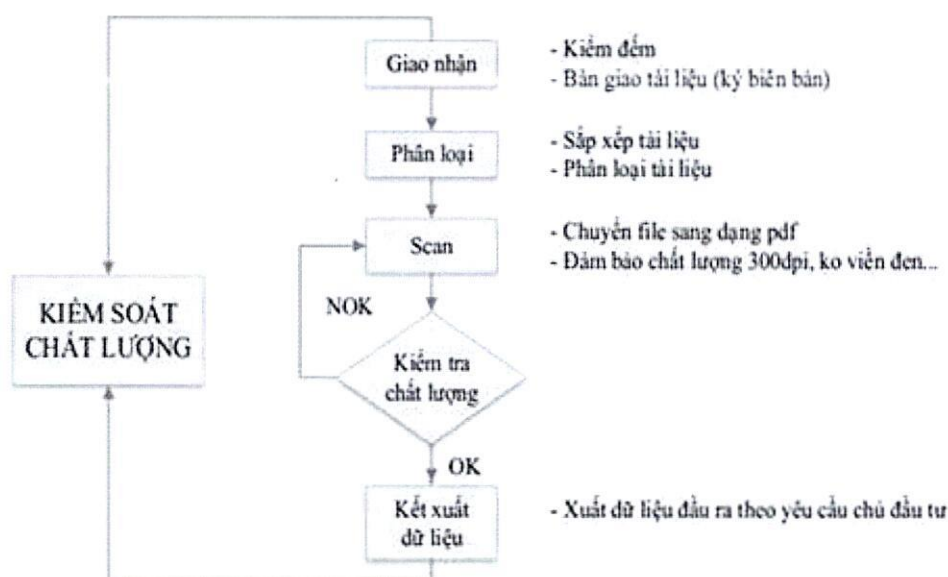 Giao nhận
- Kiểm đếm
- Bàn giao tài liệu (ký biên bản)
Phân loại
- Sắp xếp tài liệu
- Phân loại tài liệu
Scan
- Chuyển file sang dạng pdf
- Đảm bảo chất lượng 300dpi, ko viền đen...
KIỂM SOÁT
CHẤT LƯỢNG
NOK
Kiểm tra
chất lượng
OK
Kết xuất
dữ liệu
- Xuất dữ liệu đầu ra theo yêu cầu chủ đầu tư